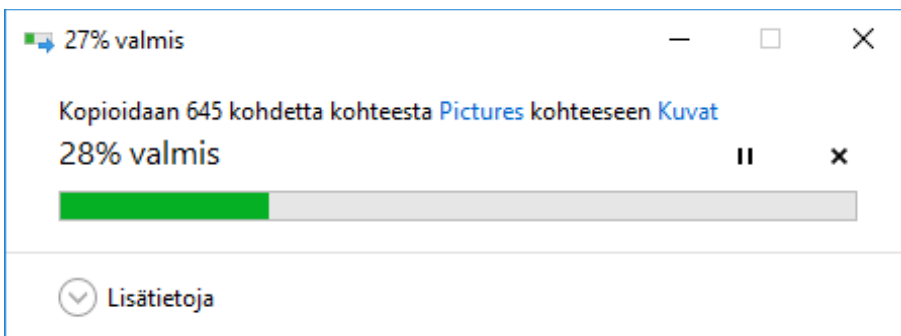 27% valmis
Kopioidaan 645 kohdetta kohteesta Pictures kohteeseen Kuvat
28% valmis
Lisätietoja